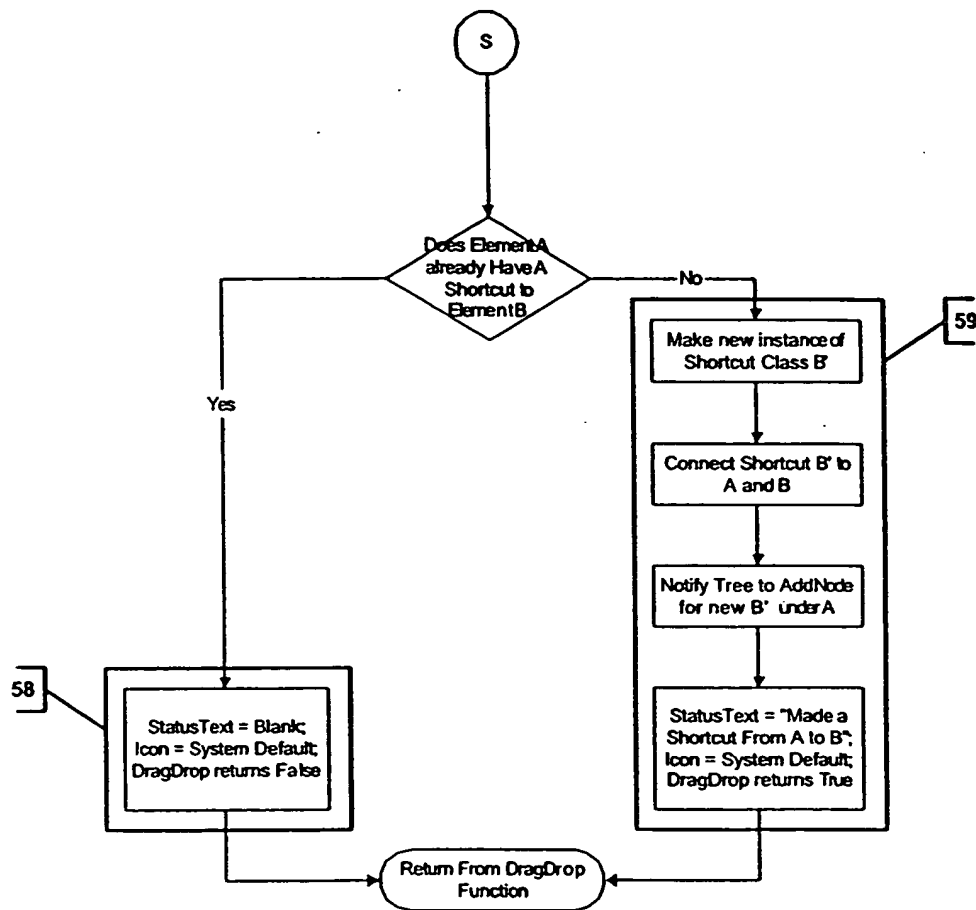 S
Does Element A
already Have A
Shortcut to
Element B
No
59
Make new instance of
Shortcut Class B'
Yes
Connect Shortcut B' to
A and B
Notify Tree to AddNode
for new B' under A
58
StatusText = Blank;
Icon = System Default;
DragDrop returns False
StatusText = "Made a
Shortcut From A to B";
Icon = System Default;
DragDrop returns True
Return From DragDrop
Function